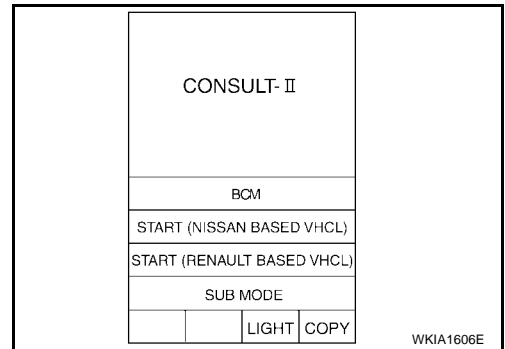 CONSULT-Ⅱ
BCM
START (NISSAN BASED VHCL)
START (RENAULT BASED VHCL)
SUB MODE
LIGHT COPY
WKIA1606E